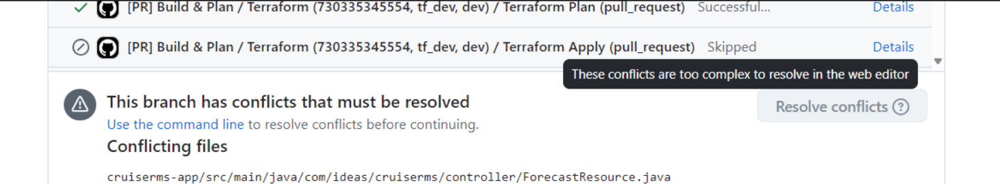 [PR] Build & Plan / Terraform (730335345554, tf_dev, dev) / Terraform Plan (pull_request) Successful... Details
[PR] Build & Plan / Terraform (730335345554, tf_dev, dev) / Terraform Apply (pull_request) Skipped Details
These conflicts are too complex to resolve in the web editor
This branch has conflicts that must be resolved
Resolve conflicts
Use the command line to resolve conflicts before continuing.
Conflicting files
cruiserms-app/src/main/java/com/ideas/cruiserms/controller/ForecastResource.java